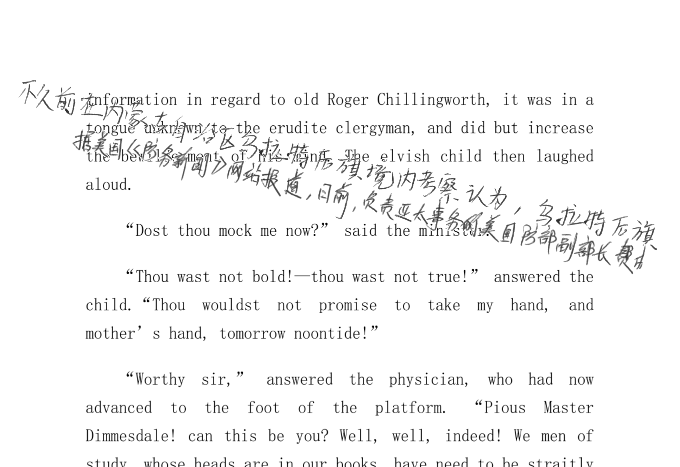 不久前在内蒙古自治区乌拉特后旗境内考察认为，乌拉特后旗
据美国《防务新闻》网站报道，日前，负责亚太事务的美国防部副部长
information in regard to old Roger Chillingworth, it was in a
tongue unknown to the erudite clergyman, and did but increase
the bewilderment of his mind. The elvish child then laughed
aloud.
“Dost thou mock me now?” said the minister.
“Thou wast not bold!—thou wast not true!” answered the
child. “Thou wouldst not promise to take my hand, and
mother’s hand, tomorrow noontide!”
“Worthy sir,” answered the physician, who had now
advanced to the foot of the platform. “Pious Master
Dimmesdale! can this be you? Well, well, indeed! We men of
study, whose heads are in our books, have need to be straitly